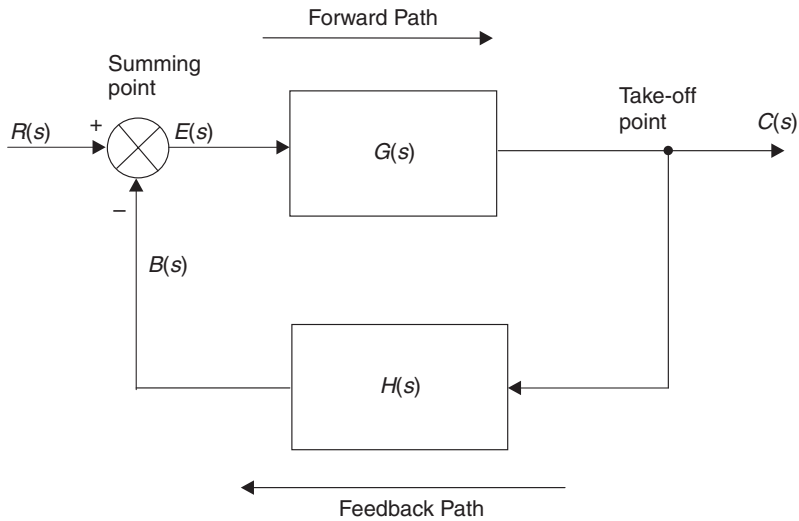 Forward Path
Summing
point
Take-off
point
R(s)
+
E(s)
G(s)
C(s)
–
B(s)
H(s)
Feedback Path